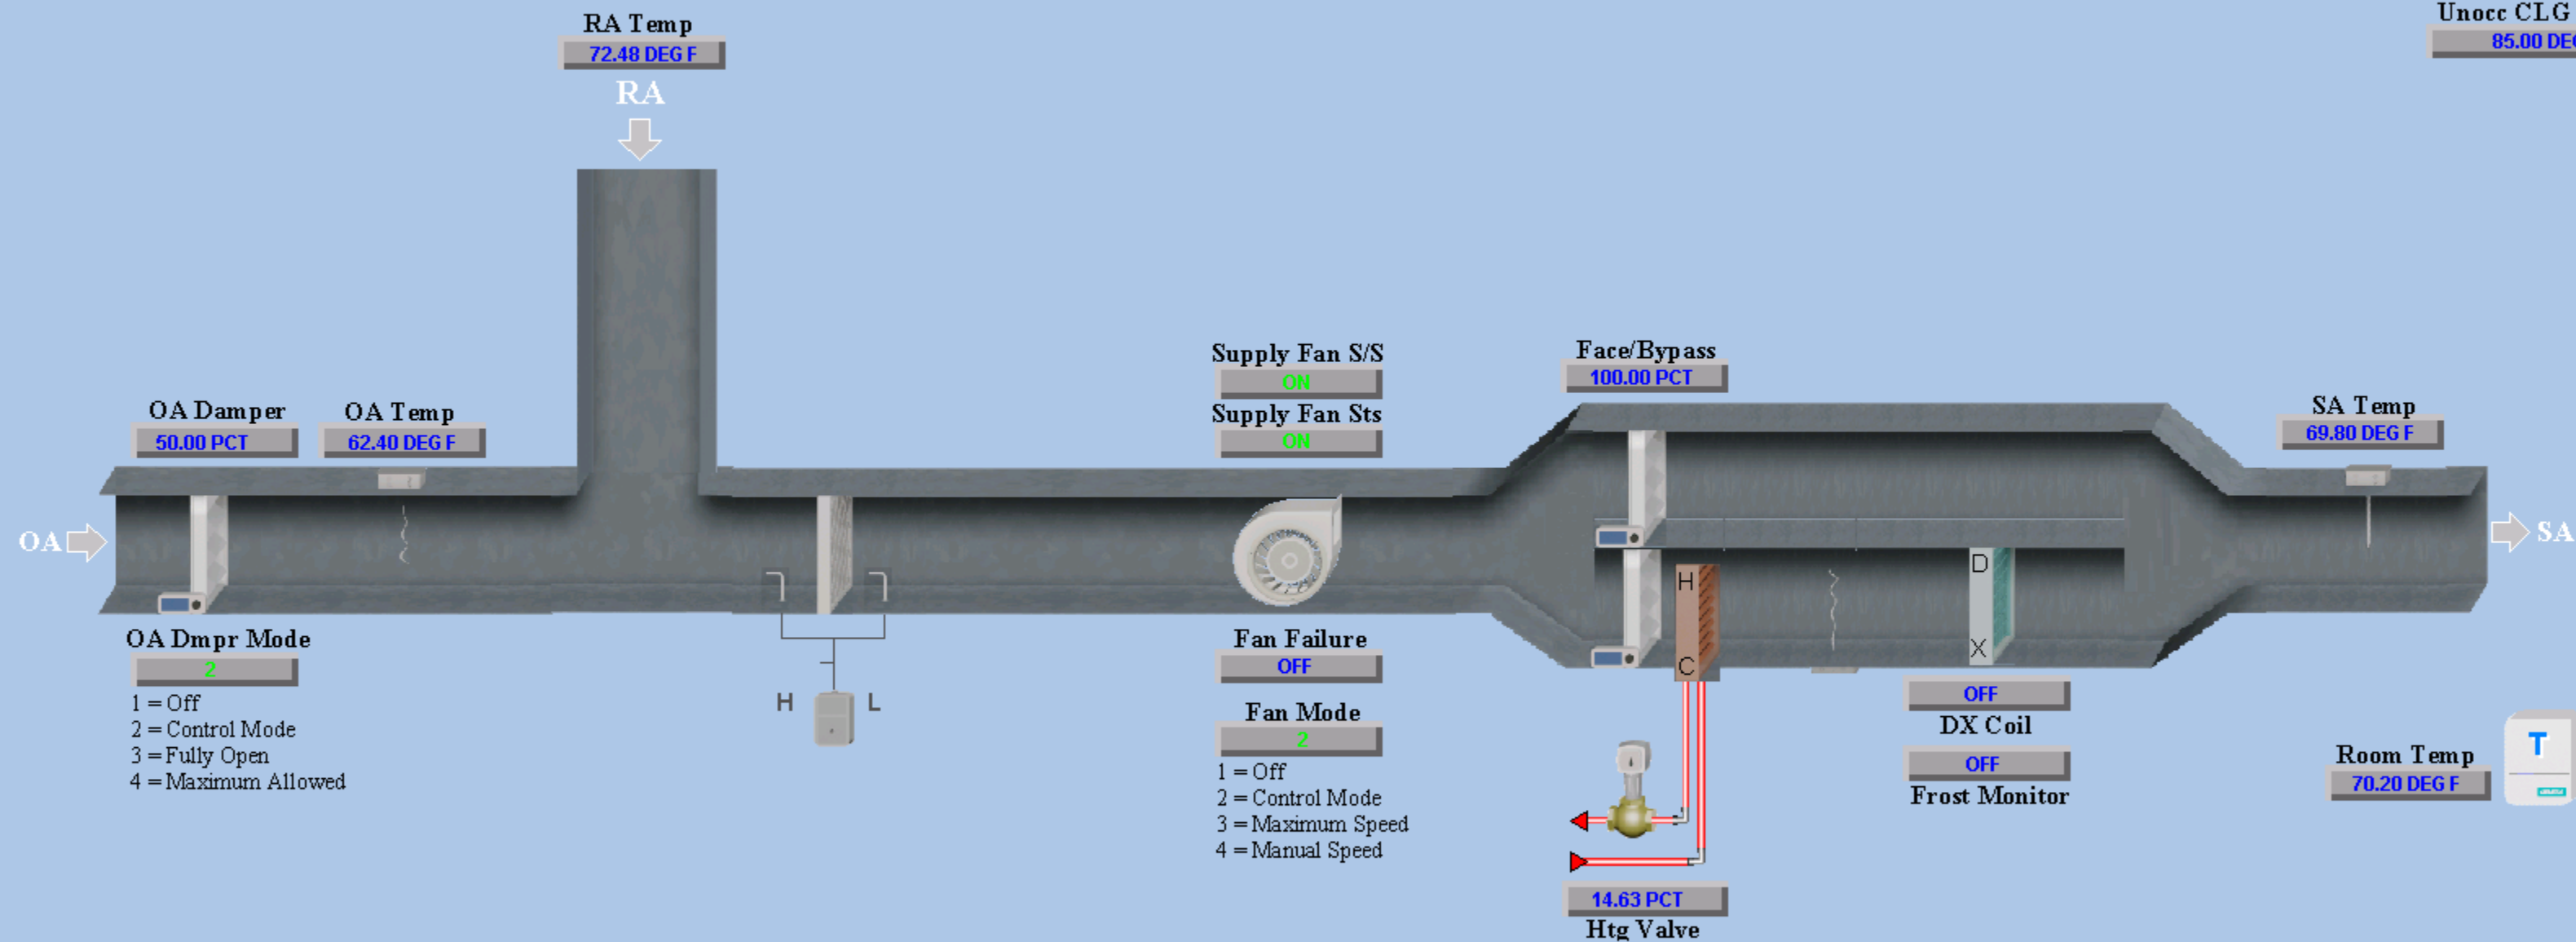 RA Temp
72.48 DEG F
RA
Unocc CLG
85.00 DE
OA Damper
50.00 PCT
OA Temp
62.40 DEG F
Supply Fan S/S
ON
Supply Fan Sts
ON
Face/Bypass
100.00 PCT
SA Temp
69.80 DEG F
OA
SA
H
C
D
X
OA Dmpr Mode
2
1 = Off
2 = Control Mode
3 = Fully Open
4 = Maximum Allowed
H
L
Fan Failure
OFF
Fan Mode
2
1 = Off
2 = Control Mode
3 = Maximum Speed
4 = Manual Speed
OFF
DX Coil
OFF
Frost Monitor
Room Temp
70.20 DEG F
T
14.63 PCT
Htg Valve